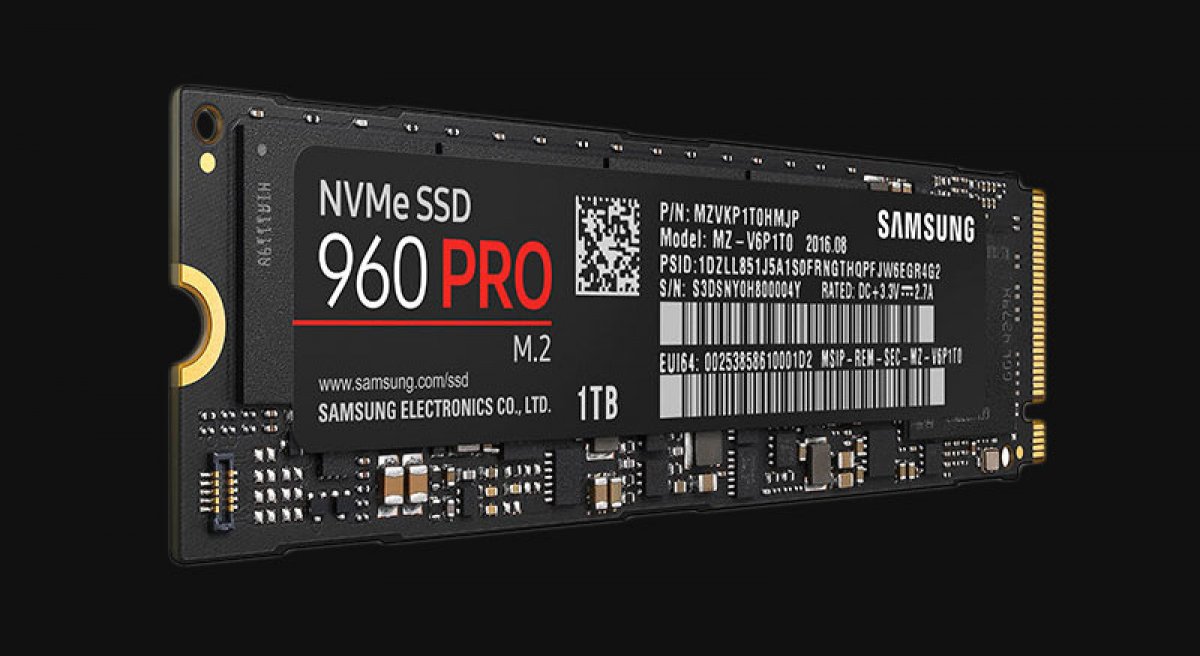 NVMe SSD
960 PRO
M.2
www.samsung.com/ssd
SAMSUNG ELECTRONICS CO., LTD.
1TB
P/N: MZVKP1T0HMJP
Model: MZ-V6P1T0 2016.08
PSID:1DZLL851J5A1S0FRNGTHQPFJW6EGR4G2
S/N: S3DSNY0H800004Y RATED: DC+3.3V⎓2.7A
EUI64: 00253858610001D2 MSIP-REM-SEC-MZ-V6P1T0
SAMSUNG